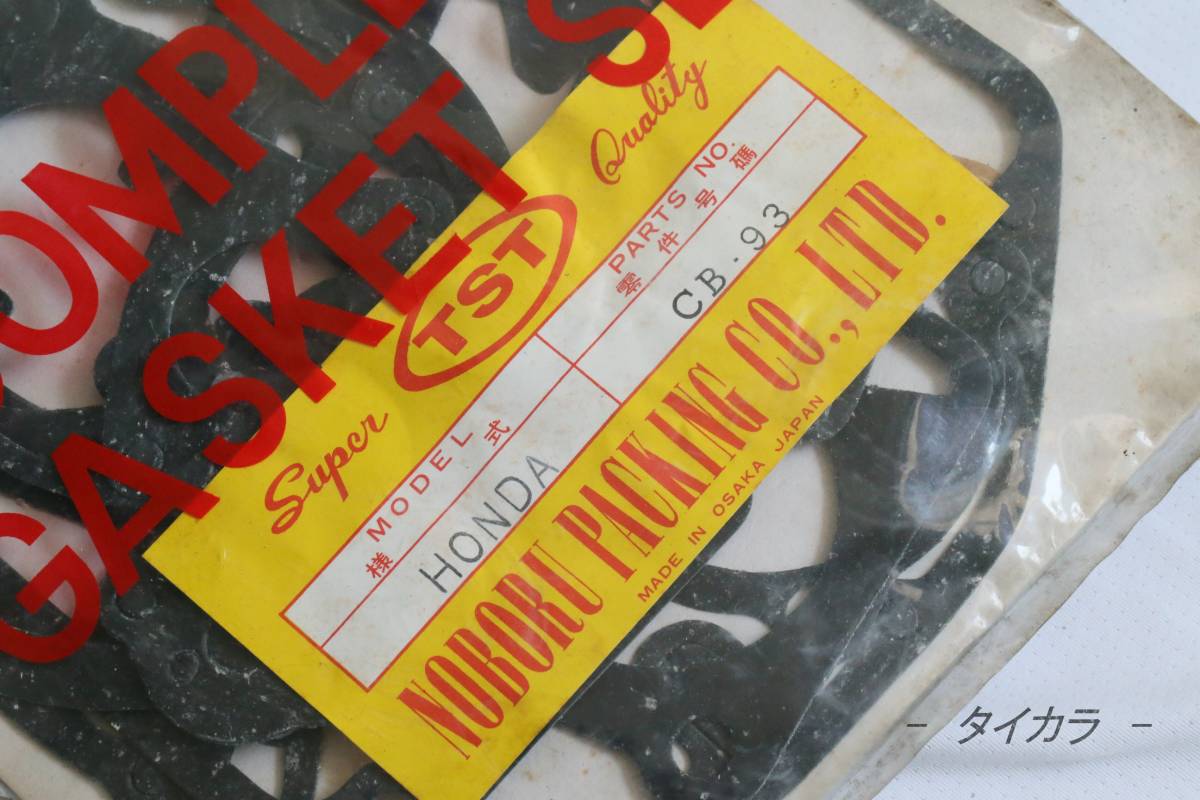 COMPLE
GASKET SE
Super TST Quality
MODEL PARTS NO.
様 式 零 件 号 碼
HONDA CB-93
NOBORU PACKING CO., LTD.
MADE IN OSAKA JAPAN
- タイカラ -